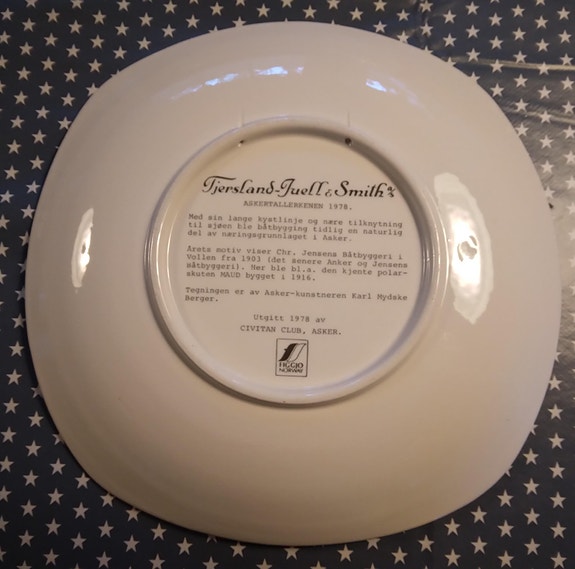 Tjersland-Juell & Smith A/S
ASKERTALLERKENEN 1978.
Med sin lange kystlinje og nære tilknytning
til sjøen ble båtbygging tidlig en naturlig
del av næringsgrunnlaget i Asker.
Årets motiv viser Chr. Jensens Båtbyggeri i
Vollen fra 1903 (det senere Anker og Jensens
Båtbyggeri). Her ble bl.a. den kjente polar-
skuten MAUD bygget i 1916.
Tegningen er av Asker-kunstneren Karl Mydske
Berger.
Utgitt 1978 av
CIVITAN CLUB, ASKER.
FIGGJO
NORWAY